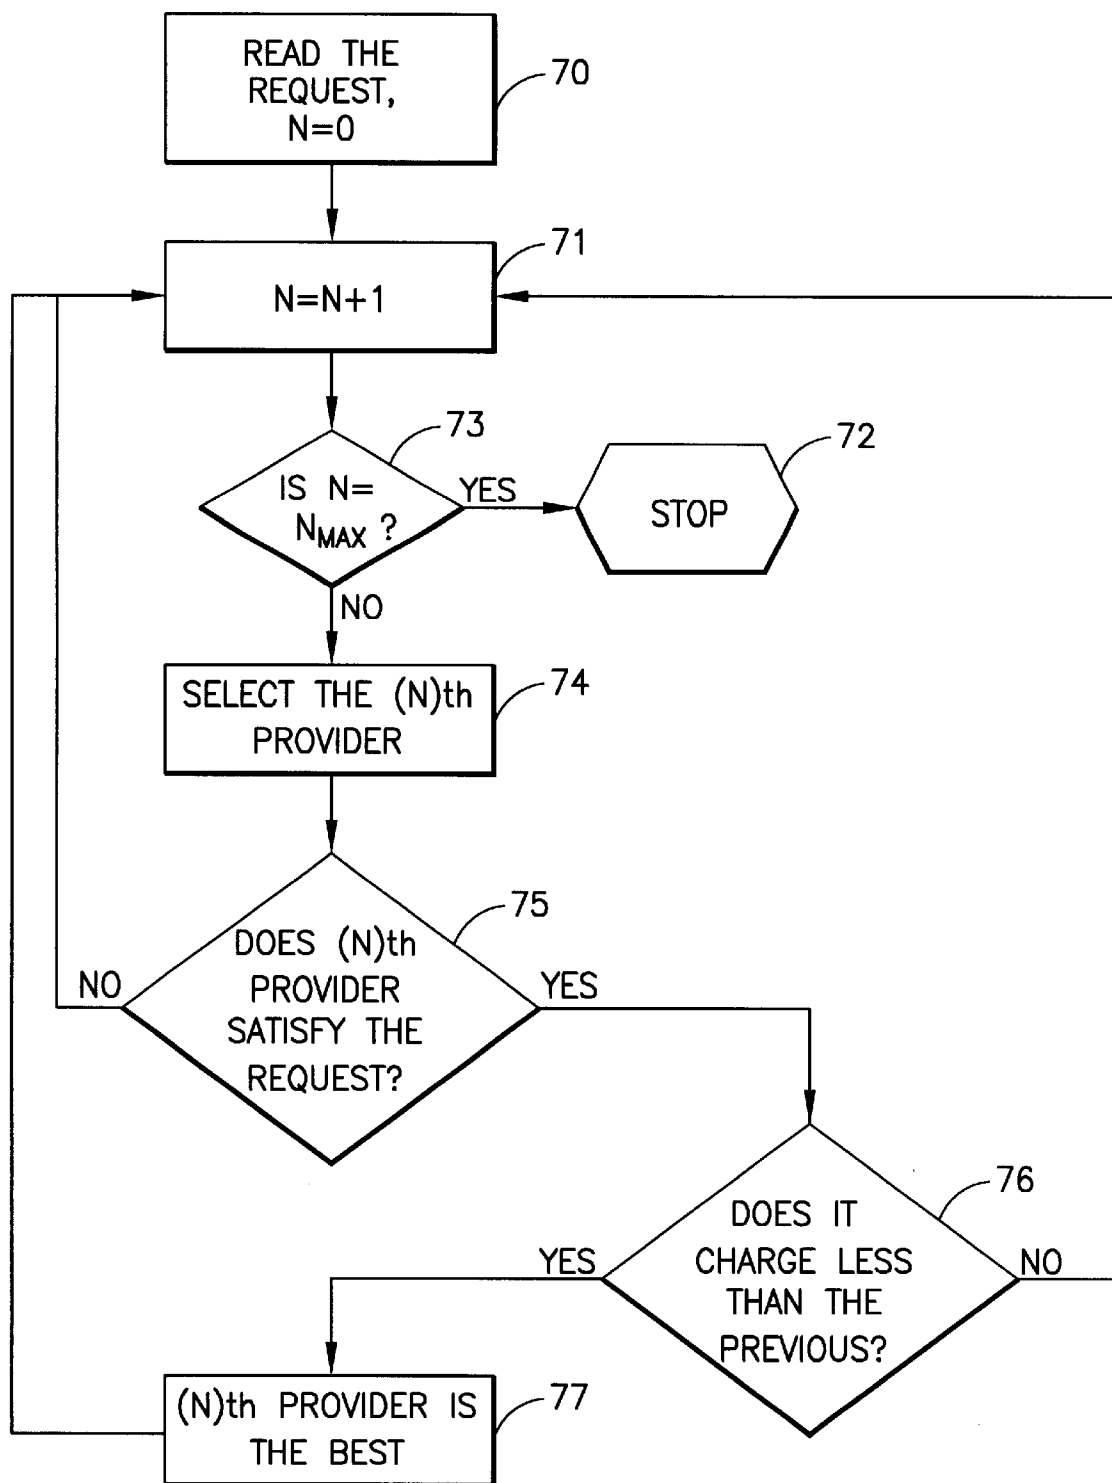 READ THE
REQUEST,
N=0
70
71
N=N+1
73
IS N=
NMAX ?
YES
72
STOP
NO
74
SELECT THE (N)th
PROVIDER
75
DOES (N)th
PROVIDER
SATISFY THE
REQUEST?
NO
YES
76
DOES IT
CHARGE LESS
THAN THE
PREVIOUS?
YES
NO
77
(N)th PROVIDER IS
THE BEST